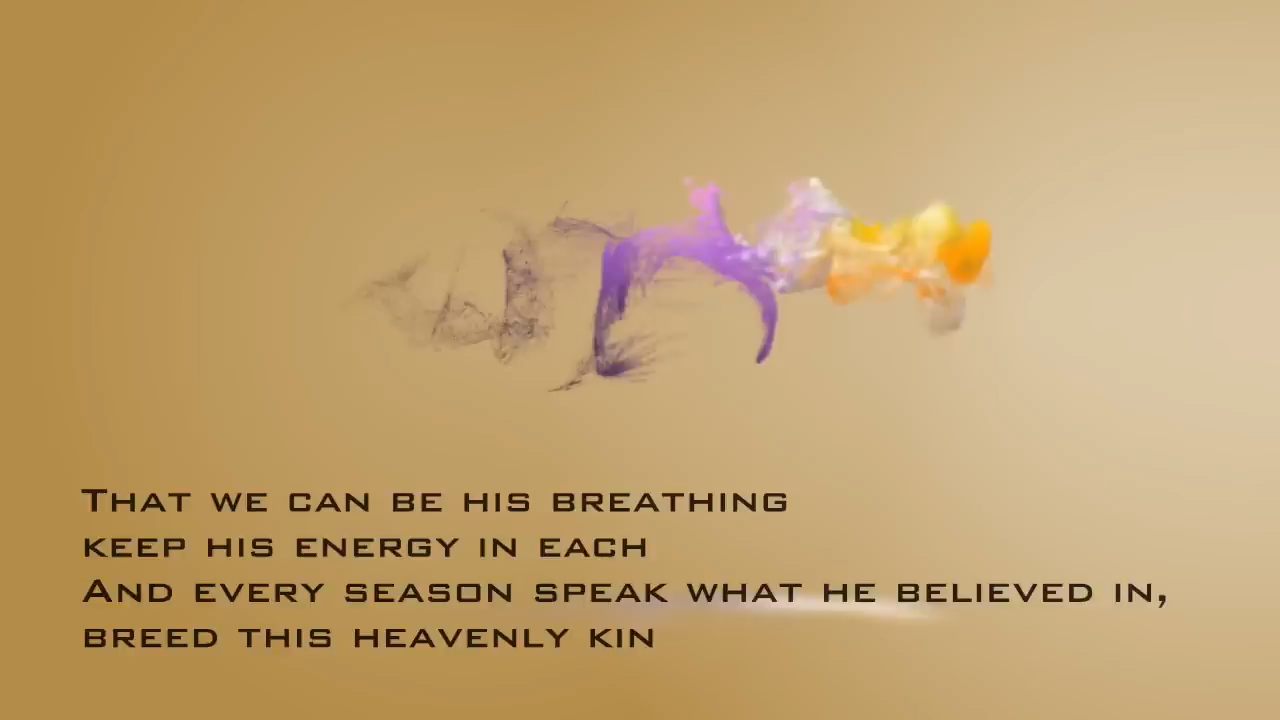 That we can be his breathing
keep his energy in each
And every season speak what he believed in,
breed this heavenly kin